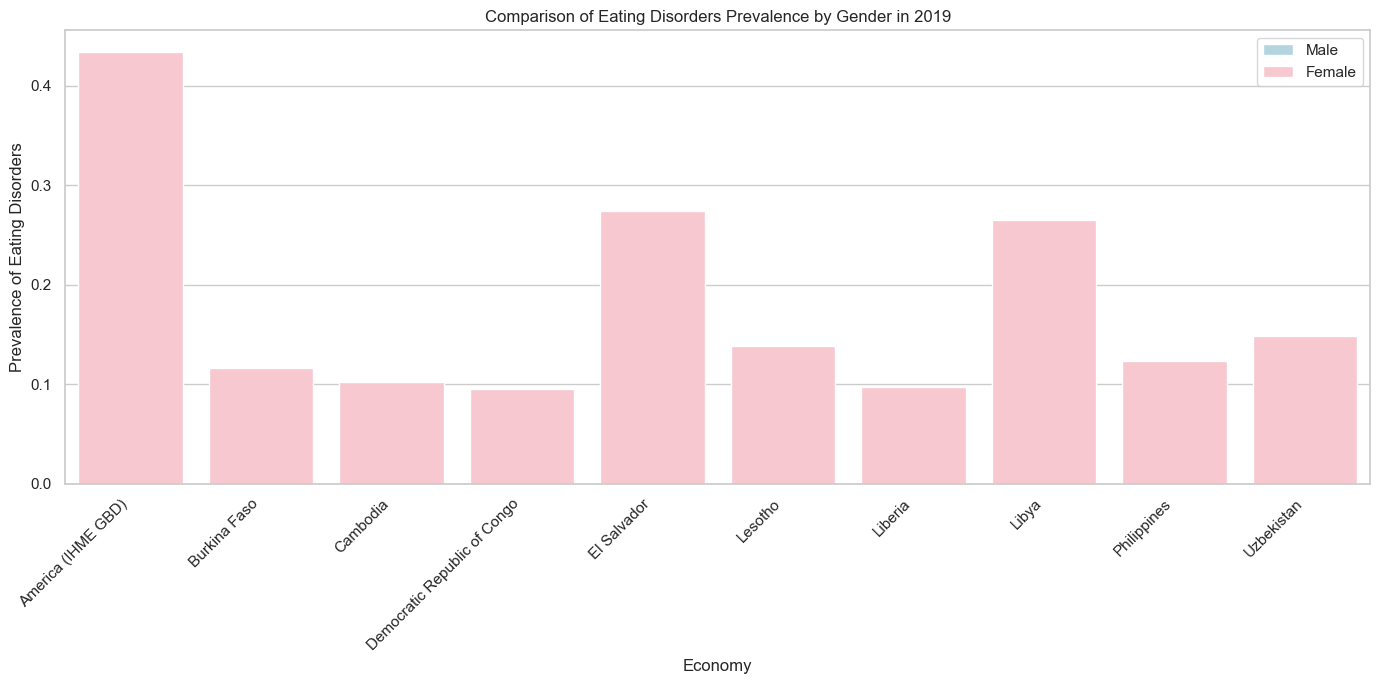 Comparison of Eating Disorders Prevalence by Gender in 2019
Male
Female
Prevalence of Eating Disorders
0.4
0.3
0.2
0.1
0.0
America (IHME GBD)
Burkina Faso
Cambodia
Democratic Republic of Congo
El Salvador
Lesotho
Liberia
Libya
Philippines
Uzbekistan
Economy